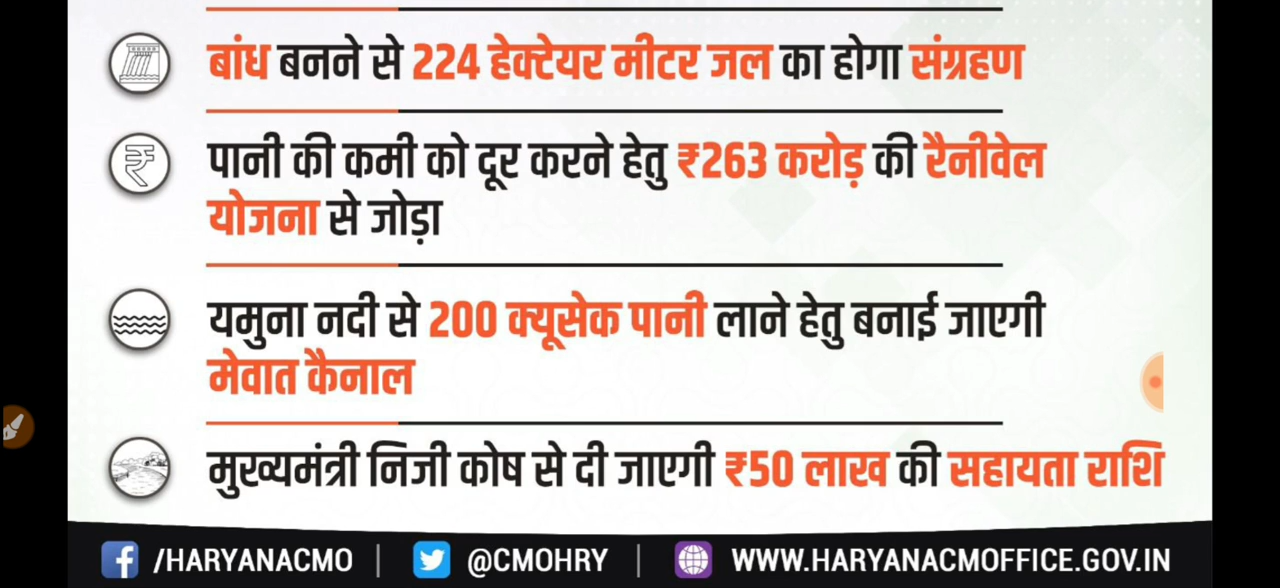 बांध बनने से 224 हेक्टेयर मीटर जल का होगा संग्रहण
पानी की कमी को दूर करने हेतु ₹263 करोड़ की रैनीवेल
योजना से जोड़ा
यमुना नदी से 200 क्यूसेक पानी लाने हेतु बनाई जाएगी
मेवात कैनाल
मुख्यमंत्री निजी कोष से दी जाएगी ₹50 लाख की सहायता राशि
/HARYANACMO | @CMOHRY | WWW.HARYANACMOFFICE.GOV.IN